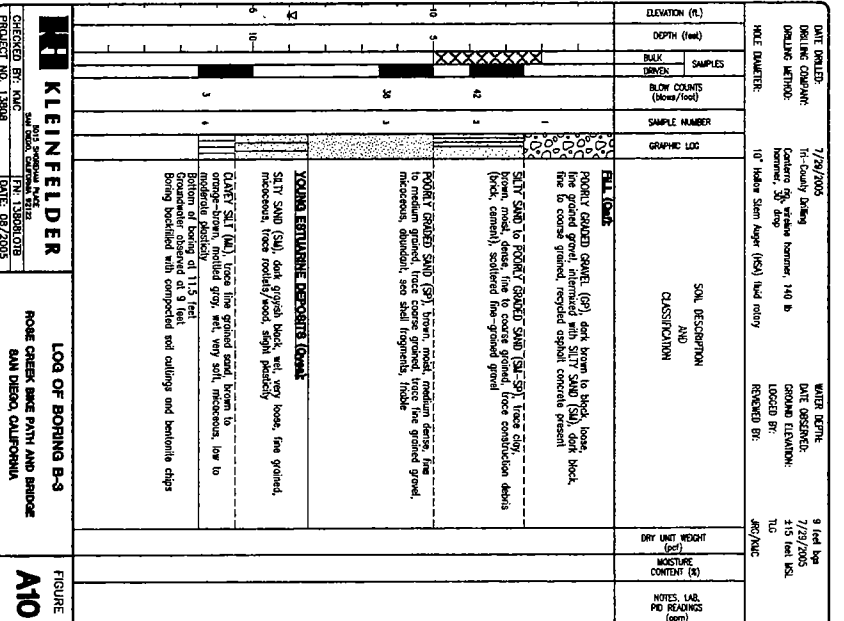 DATE DRILLED: 7/29/2005
DRILLING COMPANY: Tri-County Drilling
DRILLING METHOD: Canterra rig, wireline hammer, 140 lb
hammer, 30" drop
HOLE DIAMETER: 10" Hollow Stem Auger (HSA) fluid rotary
WATER DEPTH: 9 feet bgs
DATE OBSERVED: 7/29/2005
GROUND ELEVATION: ±15 feet MSL
LOGGED BY: TLG
REVIEWED BY: JRG/KMC
ELEVATION (ft.)
DEPTH (feet)
SAMPLES
BULK
DRIVEN
BLOW COUNTS
(blows/foot)
SAMPLE NUMBER
GRAPHIC LOG
SOIL DESCRIPTION
AND
CLASSIFICATION
DRY UNIT WEIGHT
(pcf)
MOISTURE
CONTENT (%)
NOTES, LAB,
PID READINGS
(ppm)
10
5
5
10
42
38
3
1
2
3
4
FILL (Qaf):
POORLY GRADED GRAVEL (GP), dark brown to black, loose,
fine grained gravel, intermixed with SILTY SAND (SM), dark black,
fine to coarse grained, recycled asphalt concrete present
SILTY SAND to POORLY GRADED SAND (SM-SP), trace clay,
brown, moist, dense, fine to coarse grained, trace construction debris
(brick, cement), scattered fine-grained gravel
POORLY GRADED SAND (SP), brown, moist, medium dense, fine
to medium grained, trace coarse grained, trace fine grained gravel,
micaceous, abundant, sea shell fragments, friable
YOUNG ESTUARINE DEPOSITS (Qyes):
SILTY SAND (SM), dark grayish black, wet, very loose, fine grained,
micaceous, trace rootlets/wood, slight plasticity
CLAYEY SILT (ML), trace fine grained sand, brown to
orange-brown, mottled gray, wet, very soft, micaceous, low to
moderate plasticity
Bottom of boring at 11.5 feet
Groundwater observed at 9 feet
Boring backfilled with compacted soil cuttings and bentonite chips
KLEINFELDER
5015 SHOREHAM PLACE
SAN DIEGO, CALIFORNIA 92122
CHECKED BY: KMC
FN: 13808LOTB
PROJECT NO. 13808
DATE: 08/2005
LOG OF BORING B-3
ROSE CREEK BIKE PATH AND BRIDGE
SAN DIEGO, CALIFORNIA
FIGURE
A10